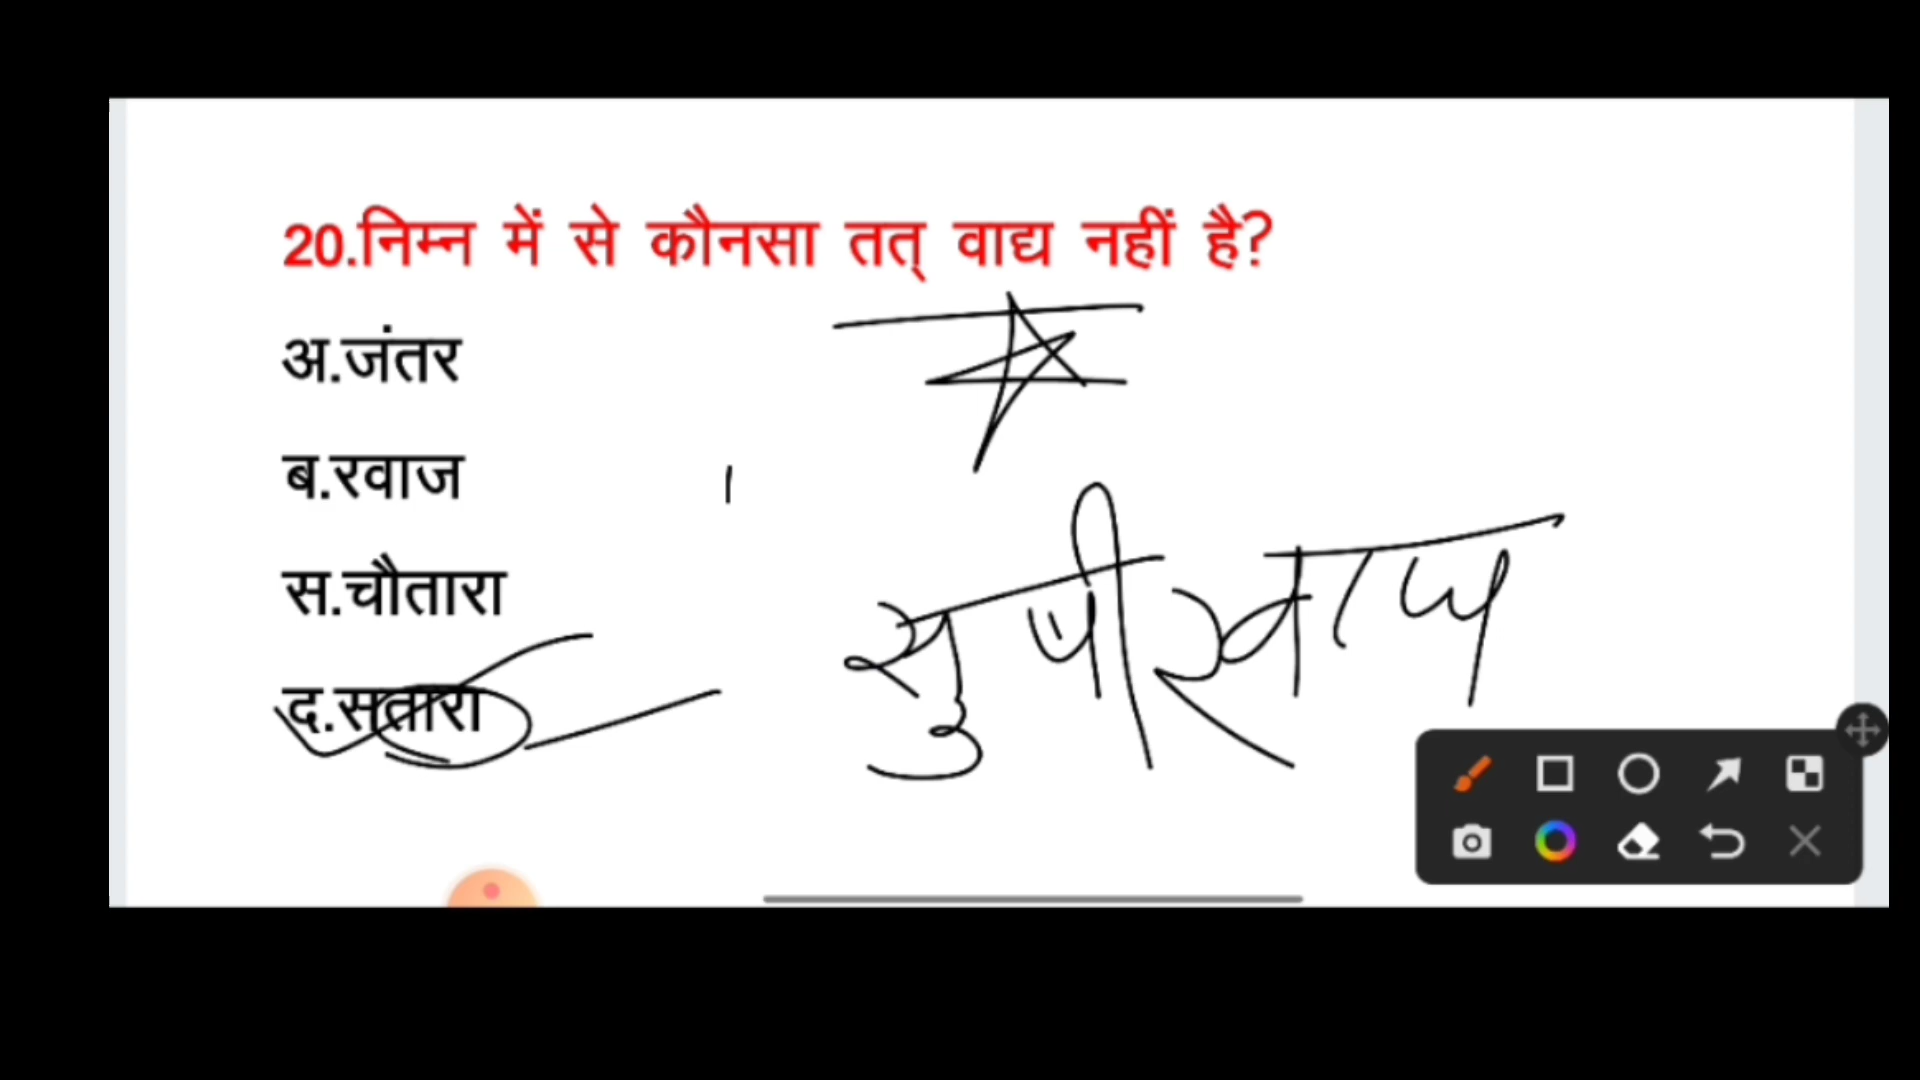 20.निम्न में से कौनसा तत् वाद्य नहीं है?
अ.जंतर
ब.रवाज
स.चौतारा
द.सतारा